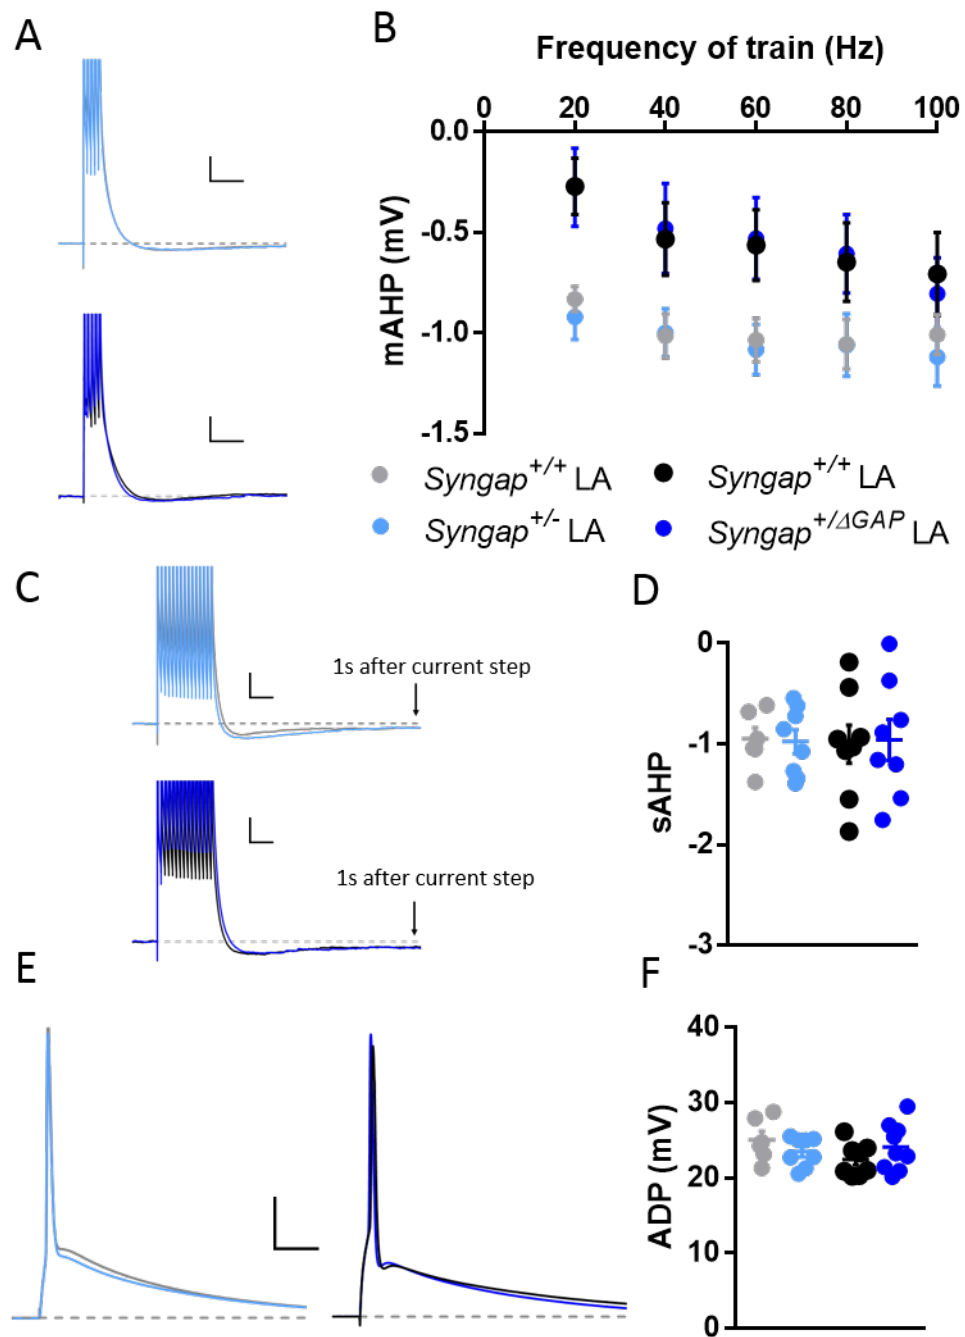 A
B
Frequency of train (Hz)
0 20 40 60 80 100
0.0
-0.5
-1.0
-1.5
mAHP (mV)
Syngap+/+ LA
Syngap+/+ LA
Syngap+/- LA
Syngap+/ΔGAP LA
C
1s after current step
1s after current step
D
0
-1
-2
-3
sAHP
E
F
40
30
20
10
0
ADP (mV)